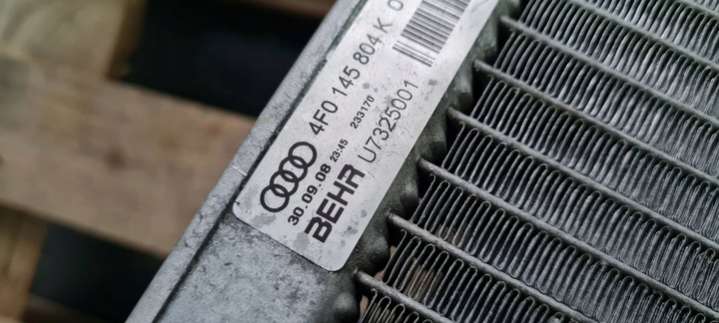 4F0 145 804 K
30.09.08 23:45 233170
BEHR U7325001